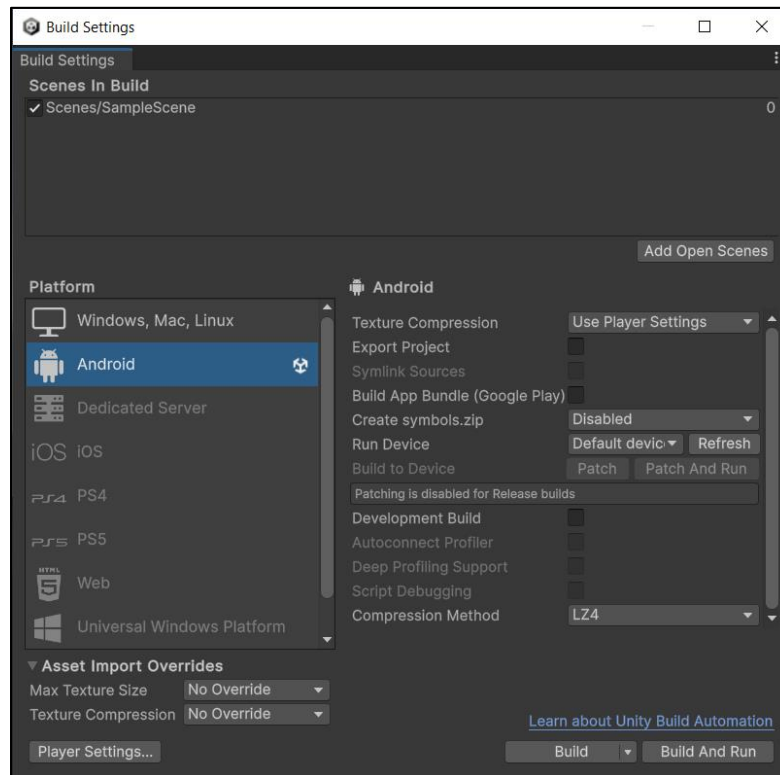 Build Settings
Build Settings
Scenes In Build
Scenes/SampleScene 0
Add Open Scenes
Platform
Windows, Mac, Linux
Android
Dedicated Server
iOS iOS
PS4 PS4
PS5 PS5
HTML 5 Web
Universal Windows Platform
Android
Texture Compression Use Player Settings
Export Project
Symlink Sources
Build App Bundle (Google Play)
Create symbols.zip Disabled
Run Device Default devic Refresh
Build to Device Patch Patch And Run
Patching is disabled for Release builds
Development Build
Autoconnect Profiler
Deep Profiling Support
Script Debugging
Compression Method LZ4
Asset Import Overrides
Max Texture Size No Override
Texture Compression No Override
Learn about Unity Build Automation
Player Settings... Build Build And Run